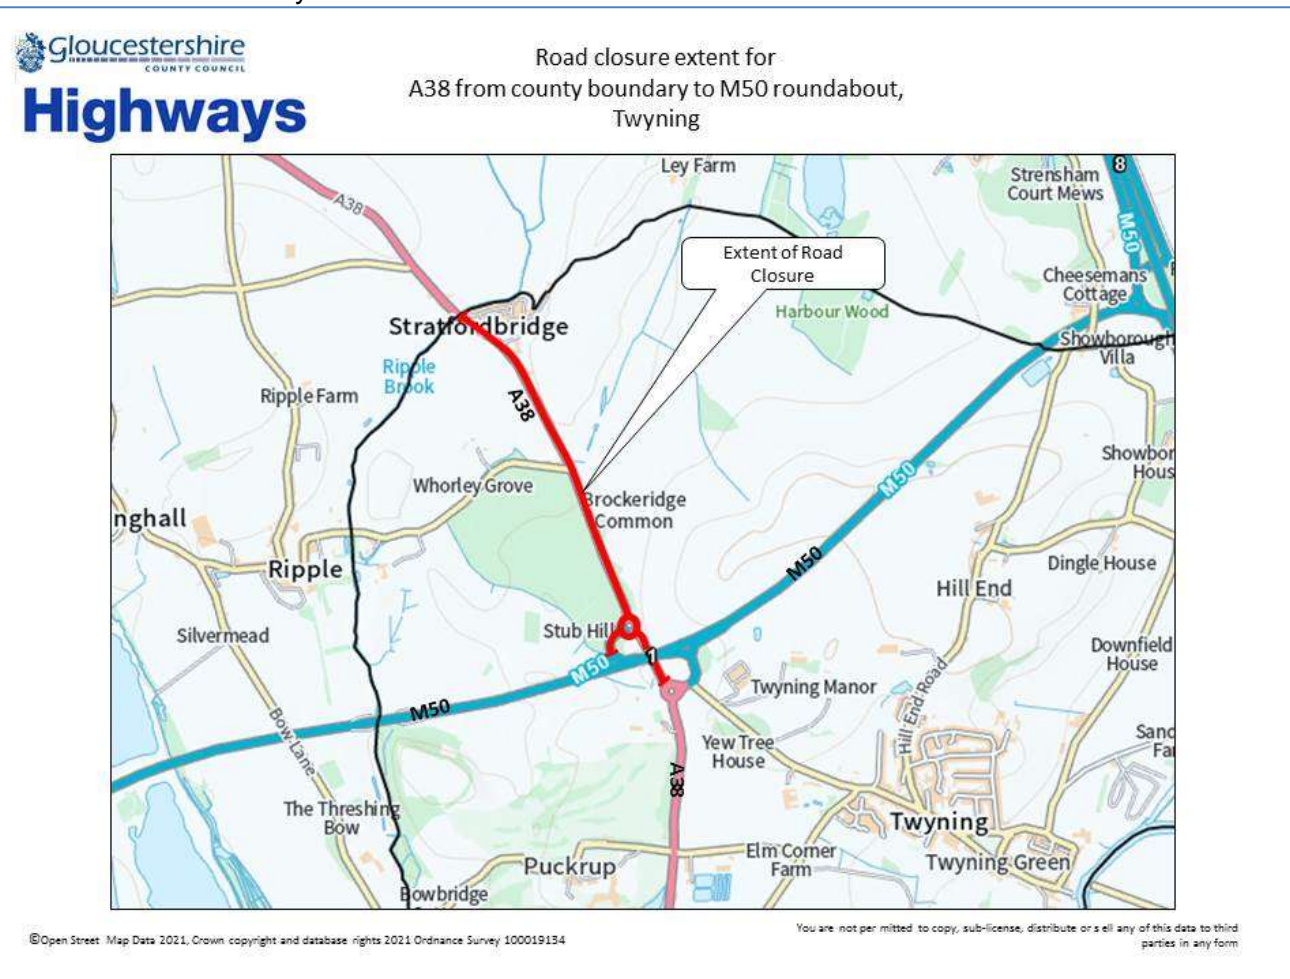 Gloucestershire
COUNTY COUNCIL
Highways
Road closure extent for
A38 from county boundary to M50 roundabout,
Twyning
Ley Farm
8
Strensham
Court Mews
A38
M50
Extent of Road
Closure
Cheesemans
Cottage
Harbour Wood
Stratfordbridge
Showborough
Villa
Ripple
Brook
Ripple Farm
A38
Showbor
Hous
Whorley Grove
M50
Brockeridge
Common
nghall
M50
Dingle House
Ripple
Hill End
Stub Hill
Silvermead
1
Downfield
House
M50
Twyning Manor
Hill End Road
M50
Bow Lane
Yew Tree
House
Sand
Fa
A38
The Threshing
Bow
Twyning
Elm Corner
Farm
Puckrup
Twyning Green
Bowbridge
©Open Street Map Data 2021, Crown copyright and database rights 2021 Ordnance Survey 100019134
You are not per mitted to copy, sub-license, distribute or s ell any of this data to third
parties in any form